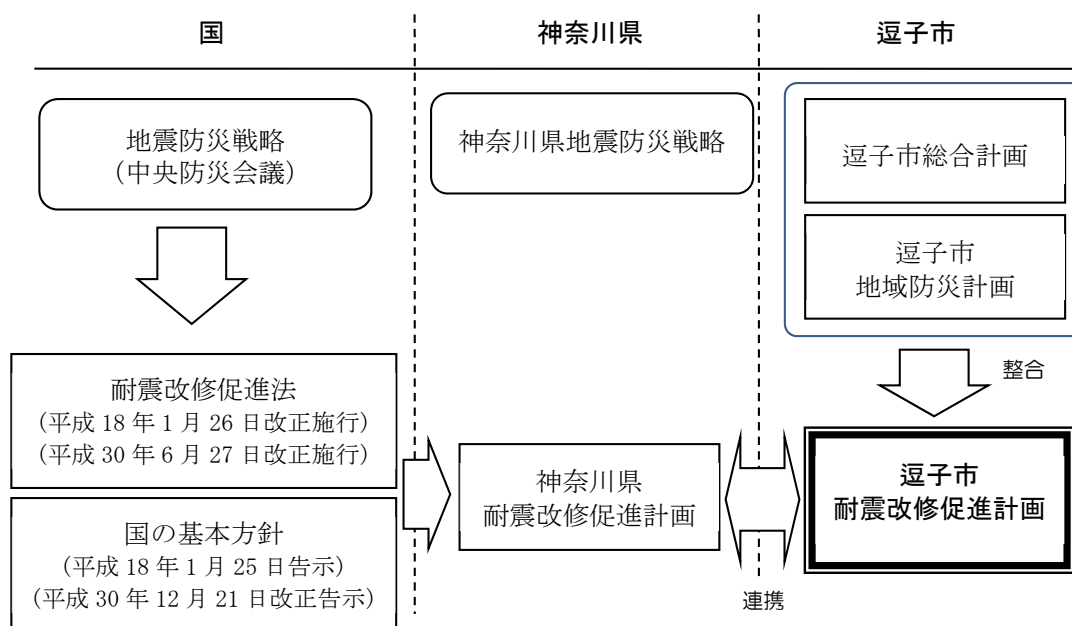 国
神奈川県
逗子市
地震防災戦略
（中央防災会議）
神奈川県地震防災戦略
逗子市総合計画
逗子市
地域防災計画
整合
耐震改修促進法
（平成 18 年 1 月 26 日改正施行）
（平成 30 年 6 月 27 日改正施行）
国の基本方針
（平成 18 年 1 月 25 日告示）
（平成 30 年 12 月 21 日改正告示）
神奈川県
耐震改修促進計画
連携
逗子市
耐震改修促進計画